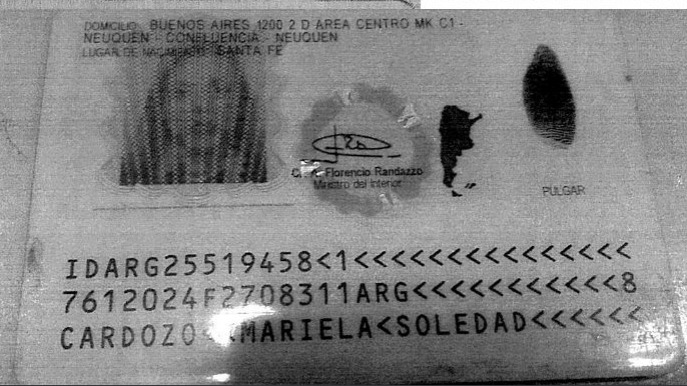 DOMICILIO: BUENOS AIRES 1200 2 D AREA CENTRO MK C1 -
NEUQUEN - CONFLUENCIA - NEUQUEN
LUGAR DE NACIMIENTO: SANTA FE
Florencio Randazzo
Ministro del Interior
PULGAR
IDARG25519458<1<<<<<<<<<<<<<<<
7612024F2708311ARG<<<<<<<<<<<8
CARDOZO<<MARIELA<SOLEDAD<<<<<<